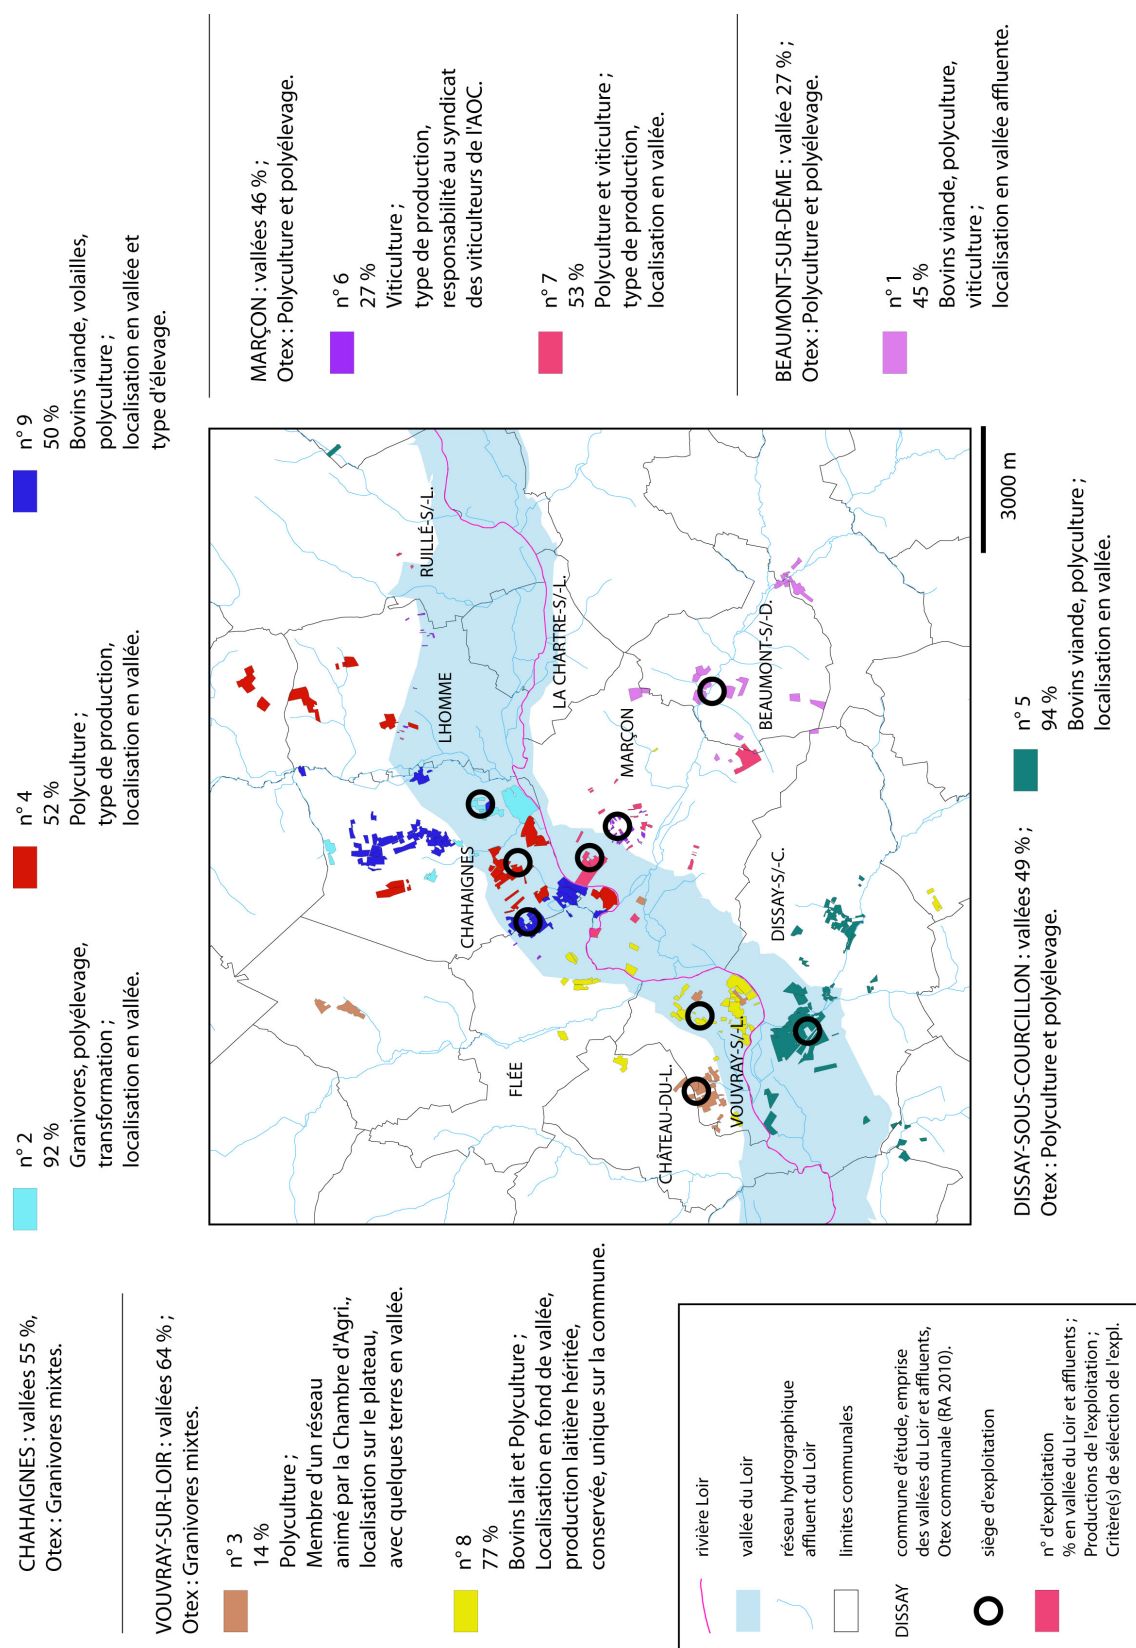 CHAHAIGNES : vallées 55 %,
Otex : Granivores mixtes.
n° 2
92 %
Granivores, polyélevage,
transformation ;
localisation en vallée.
n° 4
52 %
Polyculture ;
type de production,
localisation en vallée.
n° 9
50 %
Bovins viande, volailles,
polyculture ;
localisation en vallée et
type d'élevage.
VOUVRAY-SUR-LOIR : vallées 64 % ;
Otex : Granivores mixtes.
n° 3
14 %
Polyculture ;
Membre d'un réseau
animé par la Chambre d'Agri.,
localisation sur le plateau,
avec quelques terres en vallée.
n° 8
77 %
Bovins lait et Polyculture ;
Localisation en fond de vallée,
production laitière héritée,
conservée, unique sur la commune.
MARÇON : vallées 46 % ;
Otex : Polyculture et polyélevage.
n° 6
27 %
Viticulture ;
type de production,
responsabilité au syndicat
des viticulteurs de l'AOC.
n° 7
53 %
Polyculture et viticulture ;
type de production,
localisation en vallée.
BEAUMONT-SUR-DÊME : vallée 27 % ;
Otex : Polyculture et polyélevage.
n° 1
45 %
Bovins viande, polyculture,
viticulture ;
localisation en vallée affluente.
RUILLÉ-S/-L.
LHOMME
LA CHARTRE-S/-L.
CHAHAIGNES
MARÇON
BEAUMONT-S/-D.
FLÉE
DISSAY-S/-C.
CHÂTEAU-DU-L.
VOUVRAY-S/-L.
3000 m
DISSAY-SOUS-COURCILLON : vallées 49 % ;
Otex : Polyculture et polyélevage.
n° 5
94 %
Bovins viande, polyculture ;
localisation en vallée.
rivière Loir
vallée du Loir
réseau hydrographique
affluent du Loir
limites communales
DISSAY
commune d'étude, emprise
des vallées du Loir et affluents,
Otex communale (RA 2010).
siège d'exploitation
n° d'exploitation
% en vallée du Loir et affluents ;
Productions de l'exploitation ;
Critère(s) de sélection de l'expl.